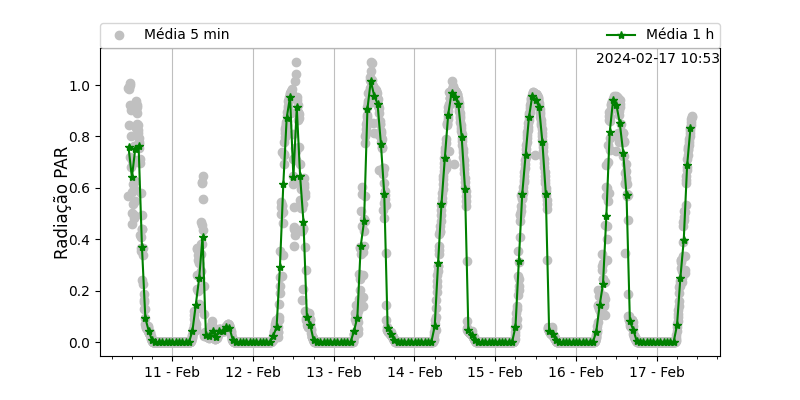 Média 5 min
Média 1 h
2024-02-17 10:53
Radiação PAR
1.0
0.8
0.6
0.4
0.2
0.0
11 - Feb
12 - Feb
13 - Feb
14 - Feb
15 - Feb
16 - Feb
17 - Feb